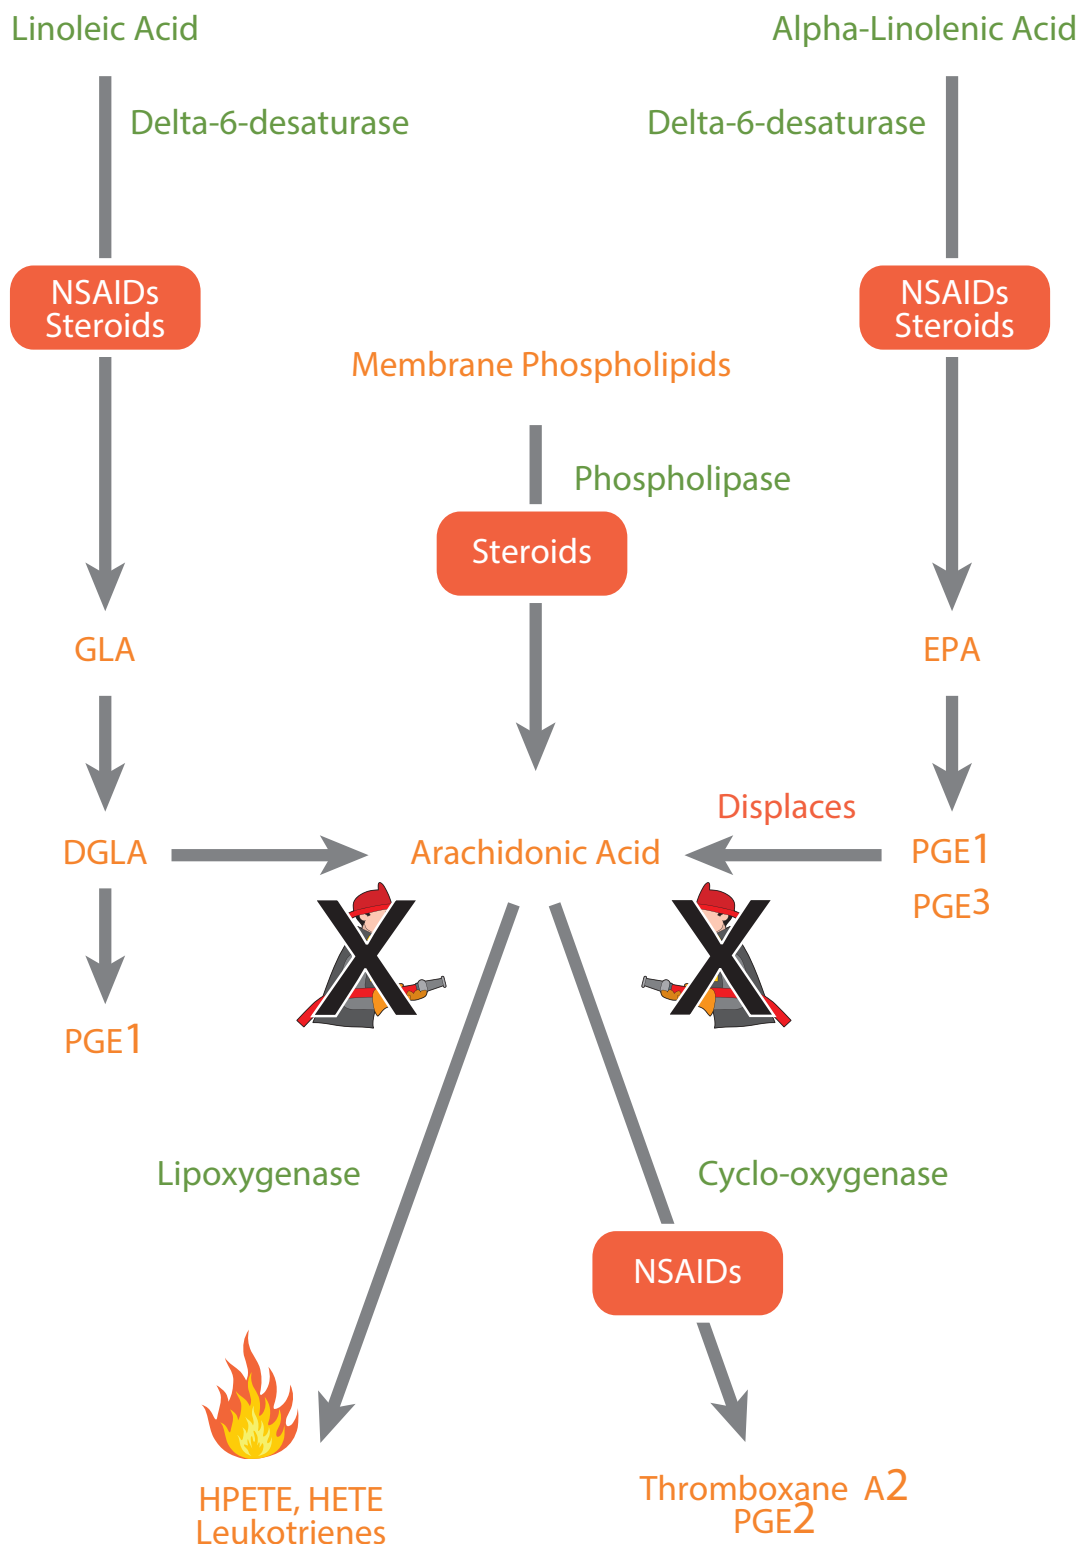 Linoleic Acid
Alpha-Linolenic Acid
Delta-6-desaturase
Delta-6-desaturase
NSAIDs
Steroids
NSAIDs
Steroids
Membrane Phospholipids
Phospholipase
Steroids
GLA
EPA
Displaces
DGLA
Arachidonic Acid
PGE1
PGE3
PGE1
Lipoxygenase
Cyclo-oxygenase
NSAIDs
HPETE, HETE
Leukotrienes
Thromboxane A2
PGE2